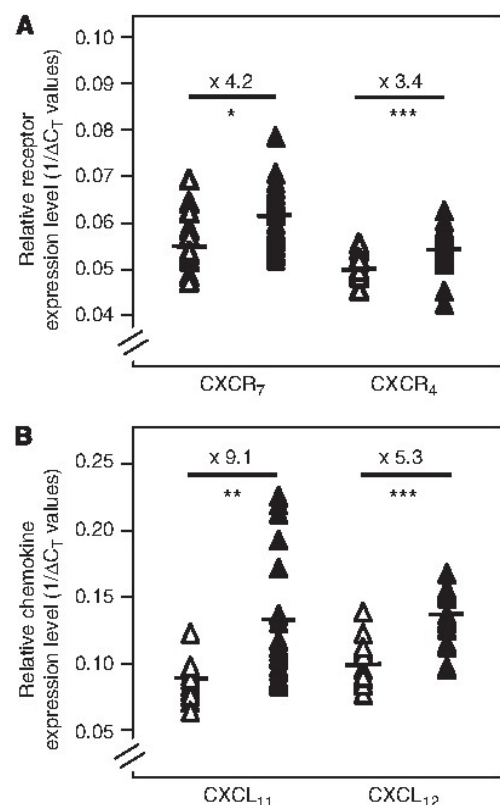 A
Relative receptor
expression level (1/ΔC_T values)
0.10
0.09
0.08
0.07
0.06
0.05
0.04
x 4.2
*
x 3.4
***
CXCR₇
CXCR₄
B
Relative chemokine
expression level (1/ΔC_T values)
0.25
0.20
0.15
0.10
0.05
x 9.1
**
x 5.3
***
CXCL₁₁
CXCL₁₂